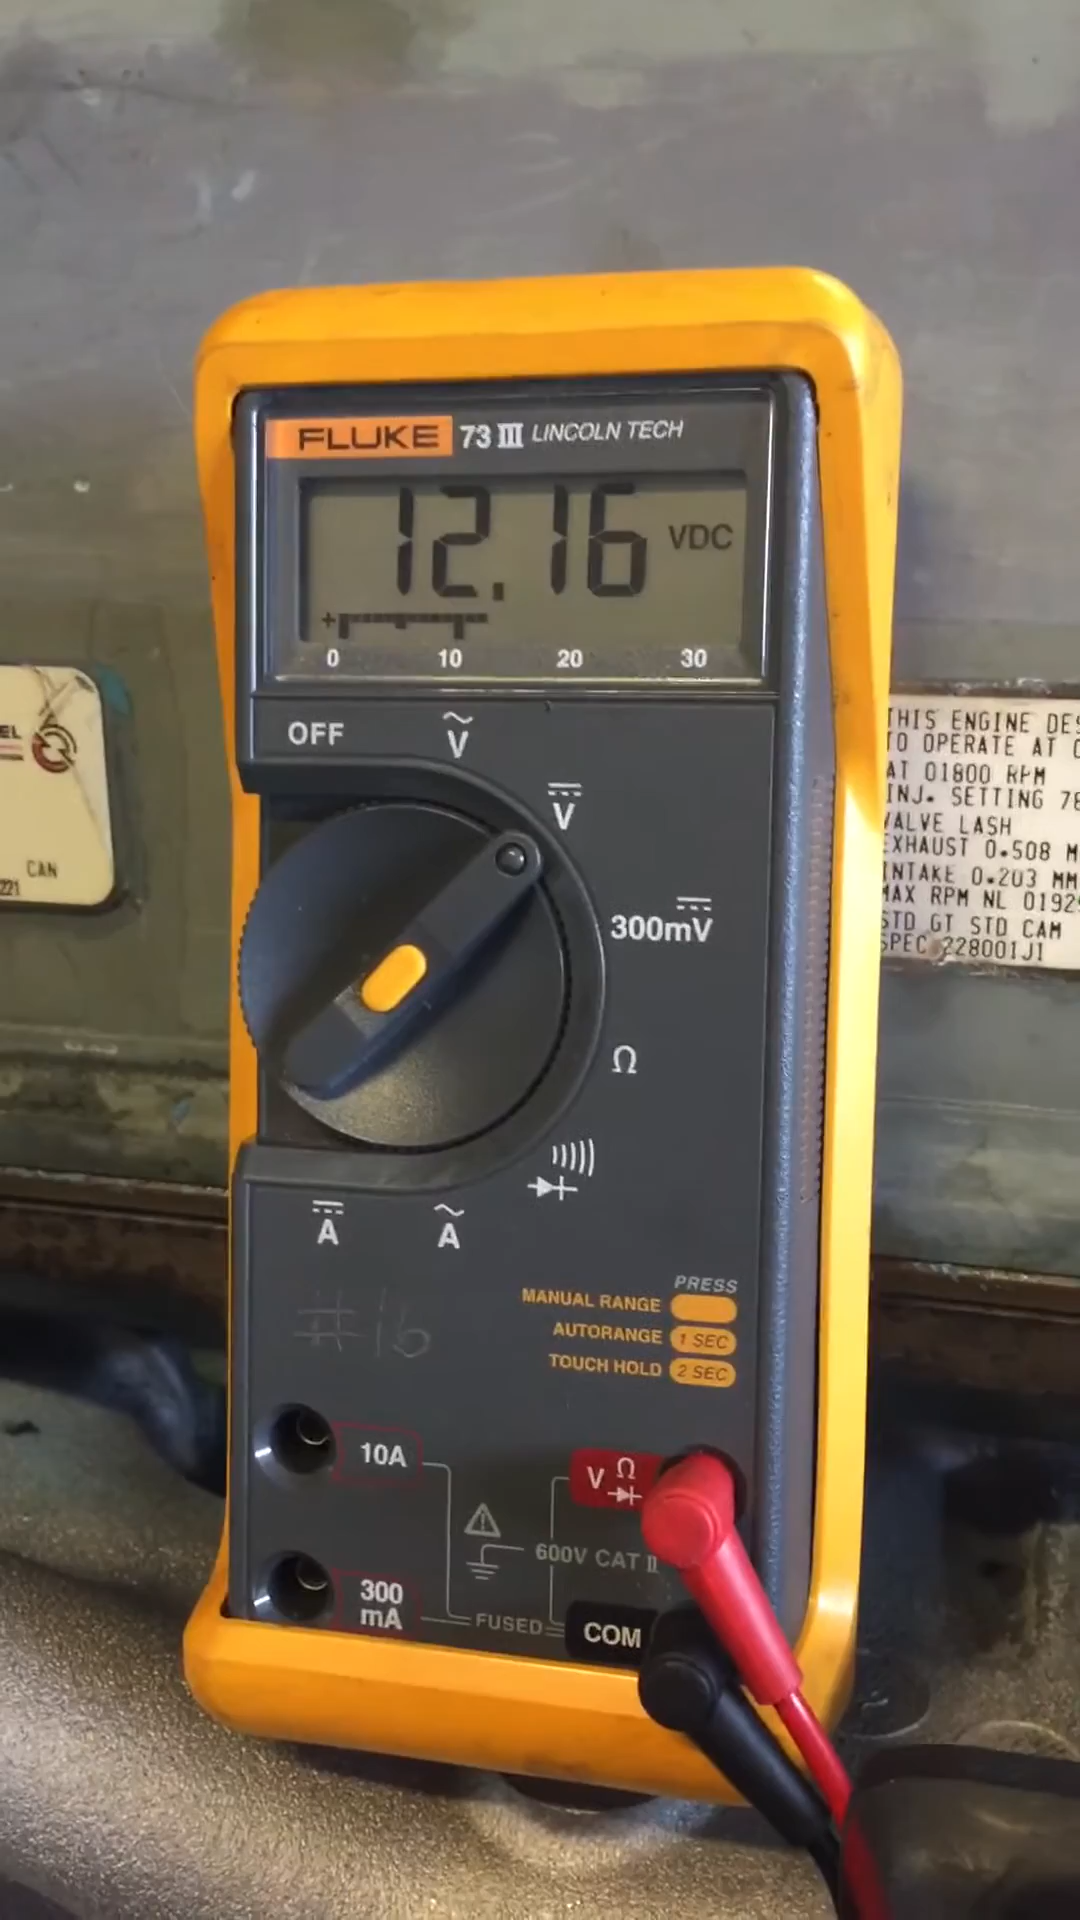 FLUKE 73 III LINCOLN TECH
12.16 VDC
0 10 20 30
OFF
V
V
300mV
Ω
A
A
PRESS
MANUAL RANGE
AUTORANGE 1 SEC
TOUCH HOLD 2 SEC
#16
10A
V Ω
600V CAT II
300
mA
FUSED
COM
EL
CAN
221
THIS ENGINE DES
TO OPERATE AT
AT 01800 RPM
INJ. SETTING 78
VALVE LASH
EXHAUST 0.508 M
INTAKE 0.203 MM
MAX RPM NL 0192
STD GT STD CAM
SPEC 228001J1